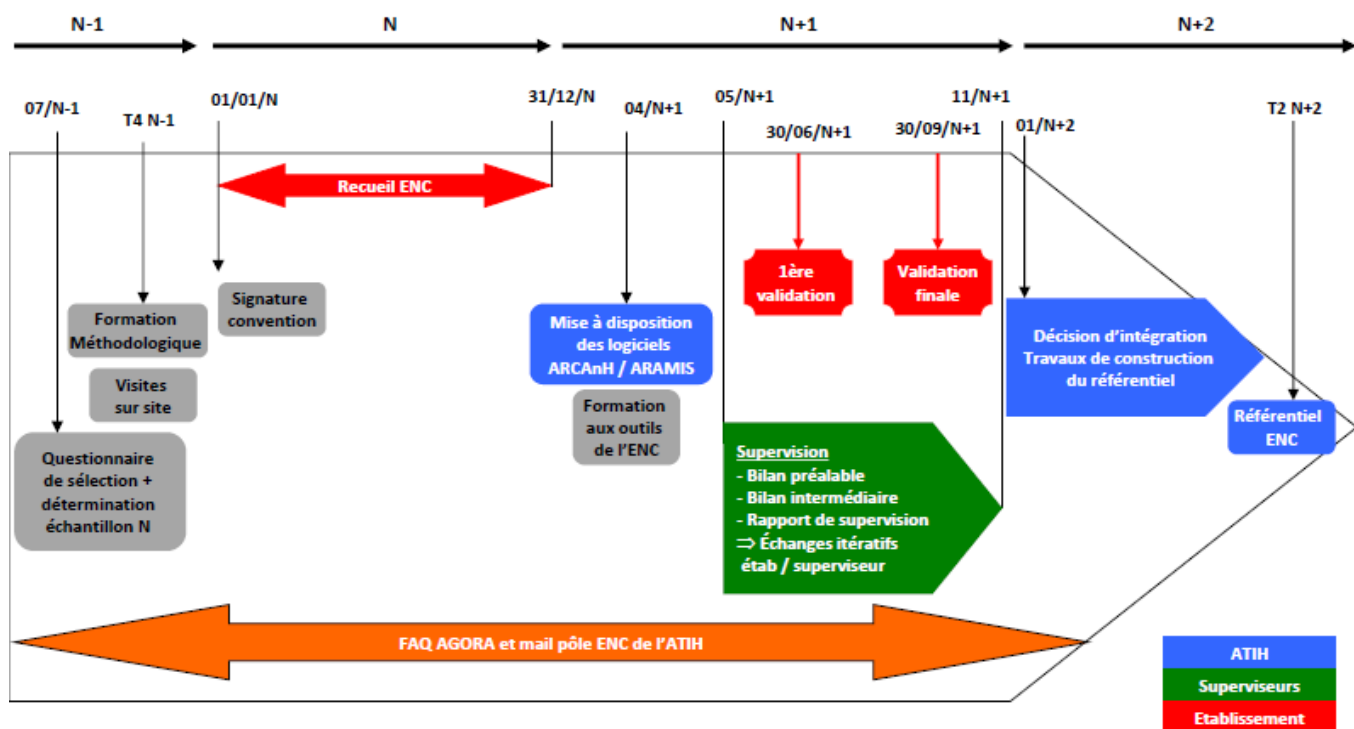 N-1
N
N+1
N+2
07/N-1
T4 N-1
01/01/N
31/12/N
04/N+1
05/N+1
30/06/N+1
30/09/N+1
11/N+1
01/N+2
T2 N+2
Recueil ENC
Formation
Méthodologique
Visites
sur site
Questionnaire
de sélection +
détermination
échantillon N
Signature
convention
Mise à disposition
des logiciels
ARCAnH / ARAMIS
Formation
aux outils
de l'ENC
1ère
validation
Validation
finale
Supervision
- Bilan préalable
- Bilan intermédiaire
- Rapport de supervision
⇒ Échanges itératifs
étab / superviseur
Décision d'intégration
Travaux de construction
du référentiel
Référentiel
ENC
FAQ AGORA et mail pôle ENC de l'ATIH
ATIH
Superviseurs
Etablissement